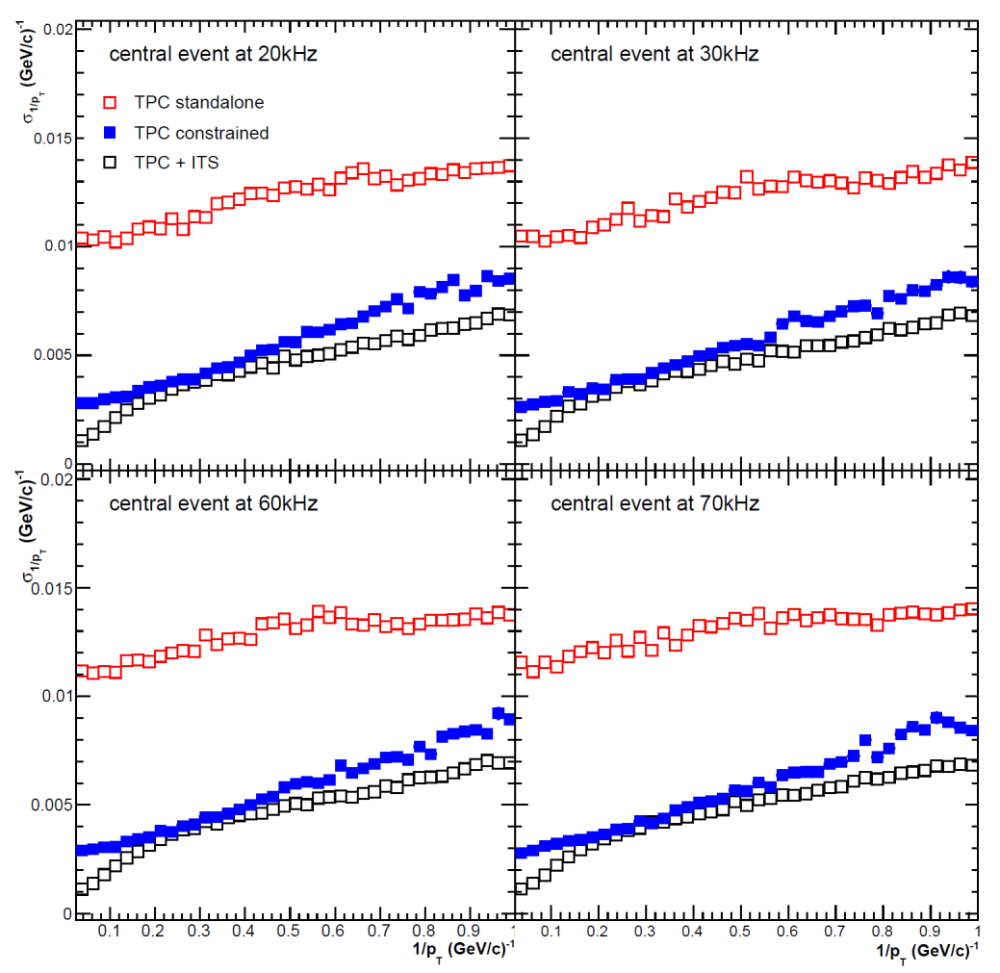 central event at 20kHz
TPC standalone
TPC constrained
TPC + ITS
σ1/pT (GeV/c)-1
0.02
0.015
0.01
0.005
0
central event at 30kHz
central event at 60kHz
σ1/pT (GeV/c)-1
0.02
0.015
0.01
0.005
0
0.1 0.2 0.3 0.4 0.5 0.6 0.7 0.8 0.9 1
1/pT (GeV/c)-1
central event at 70kHz
0.1 0.2 0.3 0.4 0.5 0.6 0.7 0.8 0.9 1
1/pT (GeV/c)-1